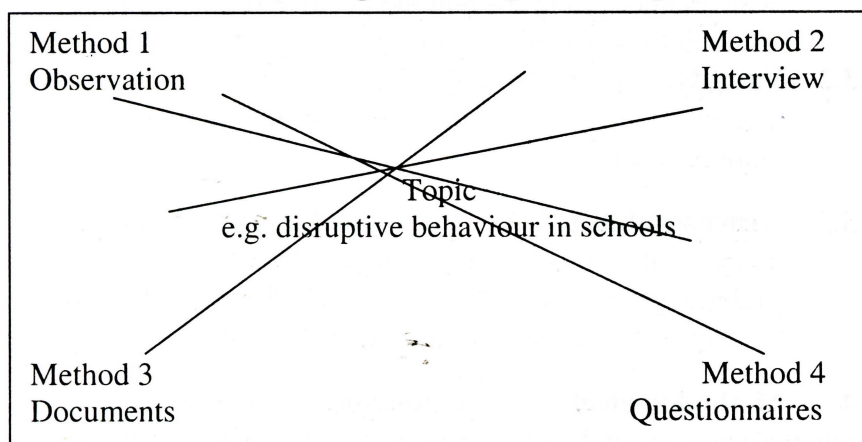 Method 1
Observation
Method 2
Interview
Topic
e.g. disruptive behaviour in schools
Method 3
Documents
Method 4
Questionnaires